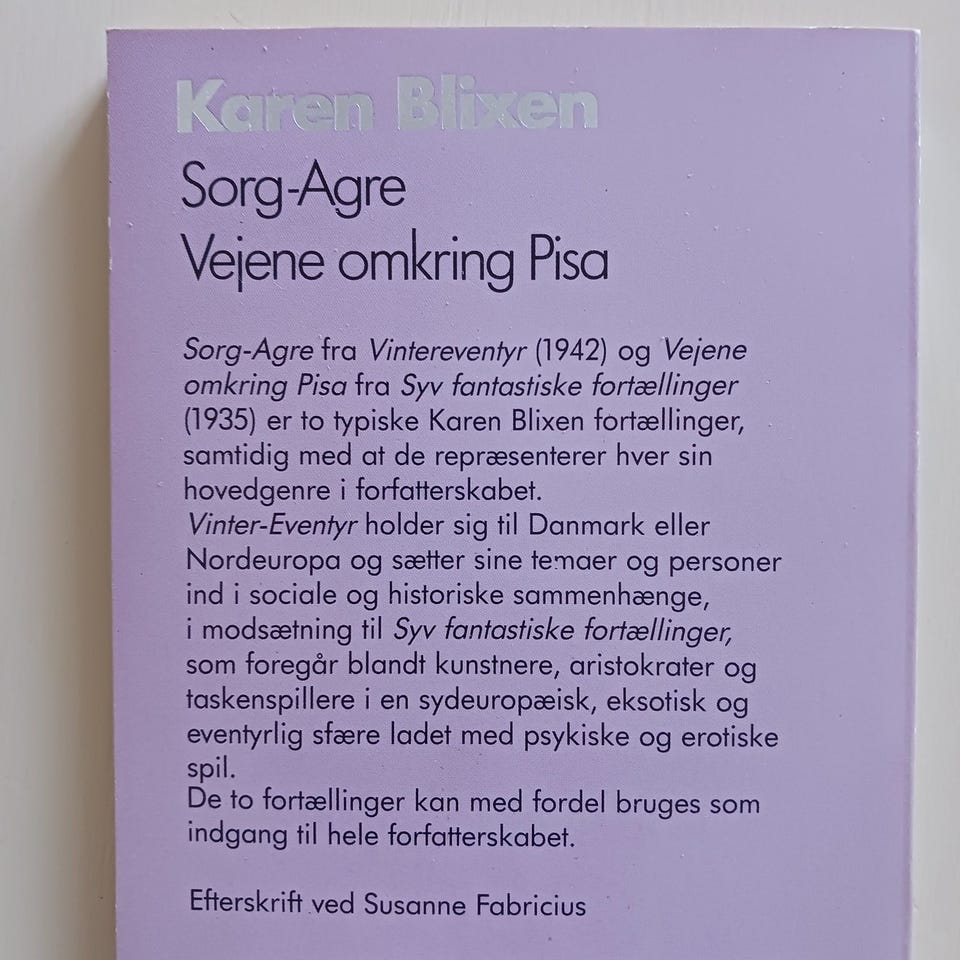 Karen Blixen
Sorg-Agre
Vejene omkring Pisa
Sorg-Agre fra Vintereventyr (1942) og Vejene
omkring Pisa fra Syv fantastiske fortællinger
(1935) er to typiske Karen Blixen fortællinger,
samtidig med at de repræsenterer hver sin
hovedgenre i forfatterskabet.
Vinter-Eventyr holder sig til Danmark eller
Nordeuropa og sætter sine temaer og personer
ind i sociale og historiske sammenhænge,
i modsætning til Syv fantastiske fortællinger,
som foregår blandt kunstnere, aristokrater og
taskenspillere i en sydeuropæisk, eksotisk og
eventyrlig sfære ladet med psykiske og erotiske
spil.
De to fortællinger kan med fordel bruges som
indgang til hele forfatterskabet.
Efterskrift ved Susanne Fabricius